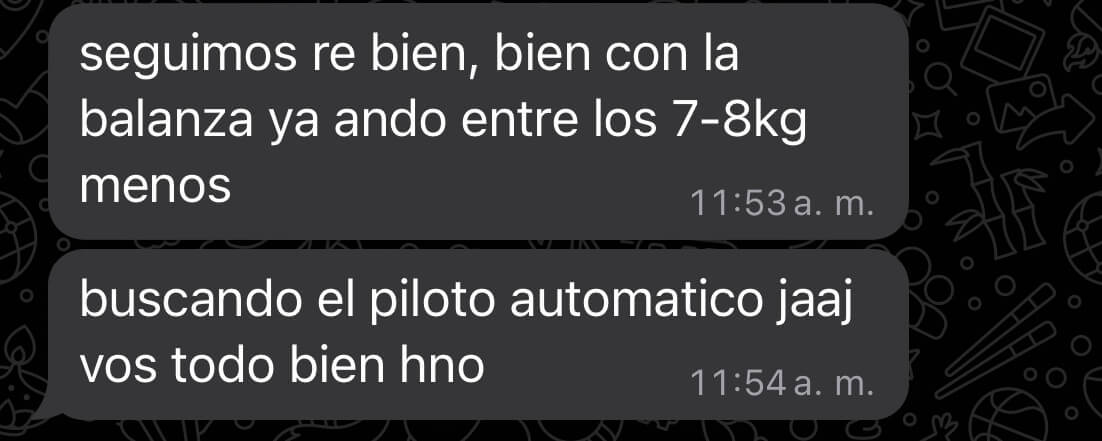 seguimos re bien, bien con la
balanza ya ando entre los 7-8kg
menos
11:53 a. m.
buscando el piloto automatico jaaj
vos todo bien hno
11:54 a. m.